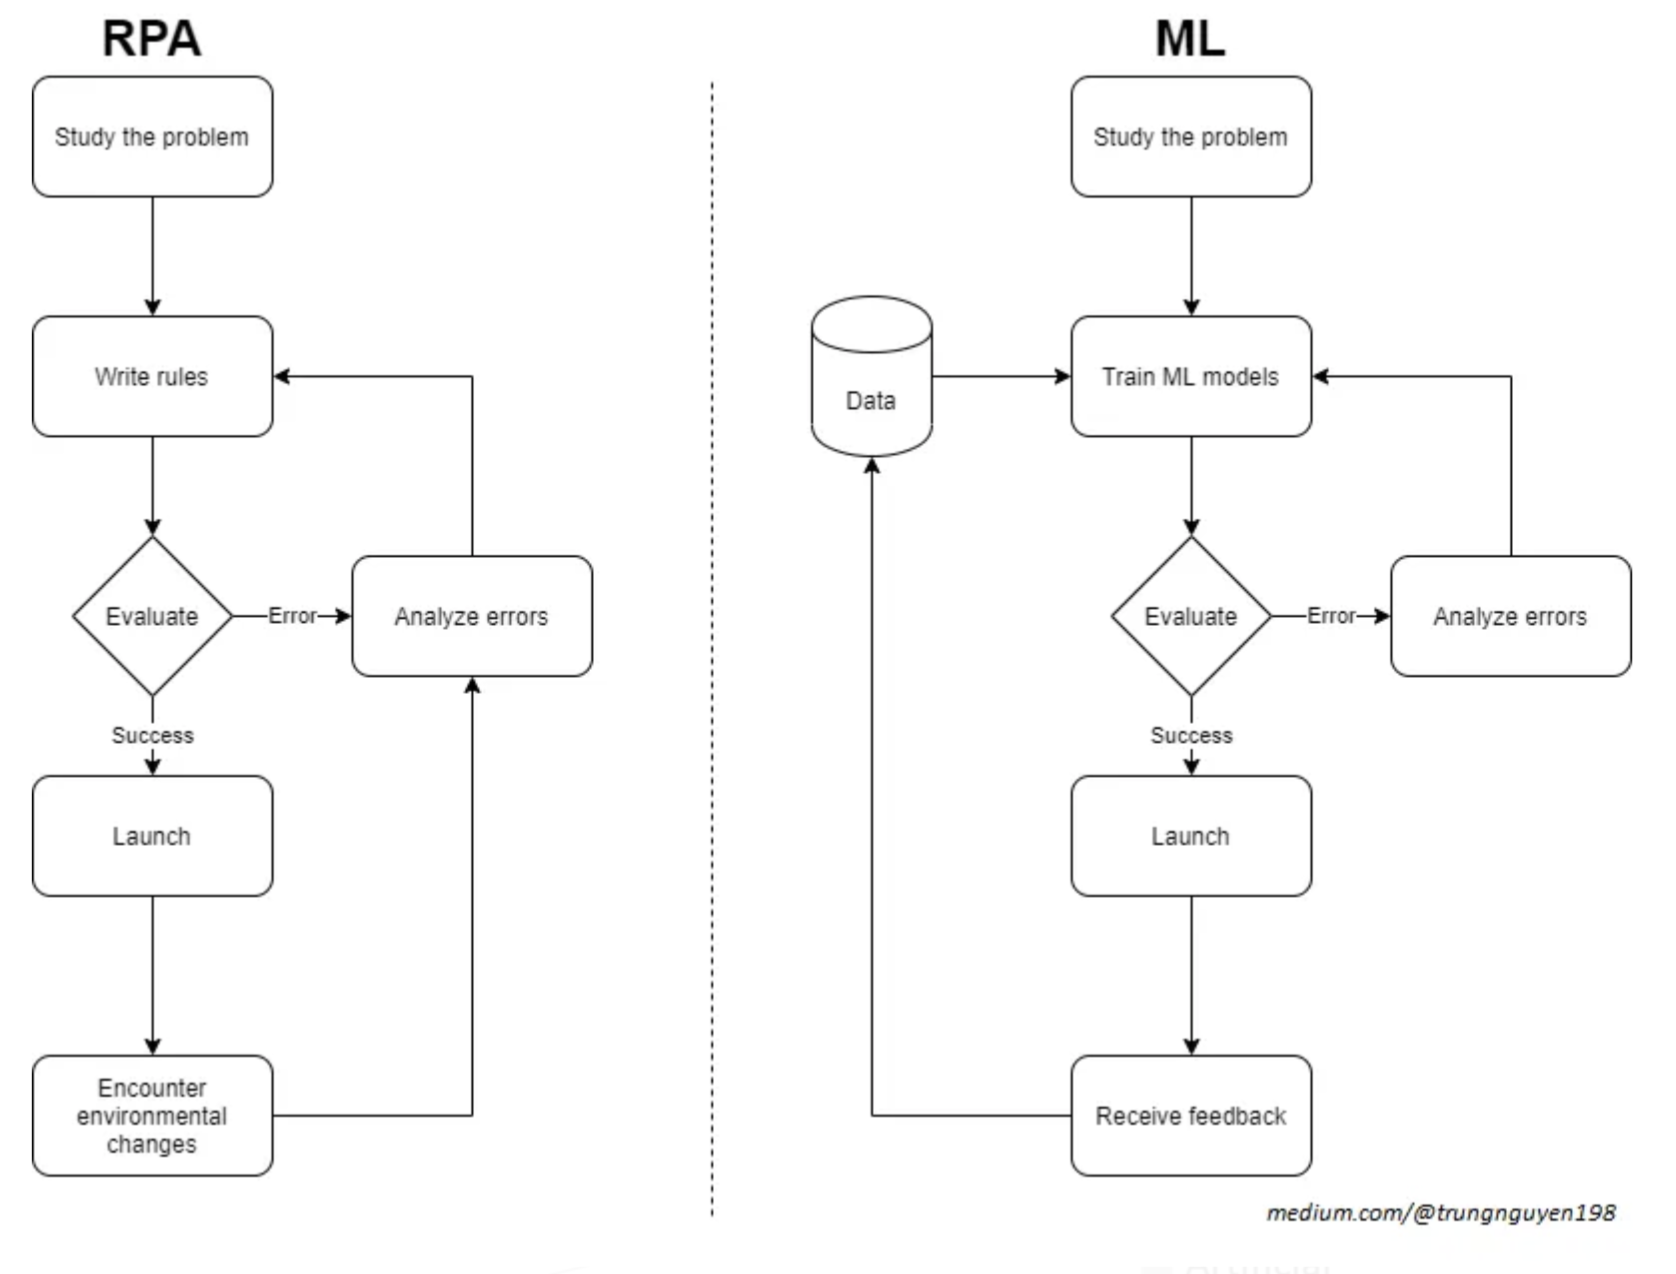 RPA
Study the problem
Write rules
Evaluate
Error
Analyze errors
Success
Launch
Encounter
environmental
changes
ML
Study the problem
Data
Train ML models
Evaluate
Error
Analyze errors
Success
Launch
Receive feedback
medium.com/@trungnguyen198